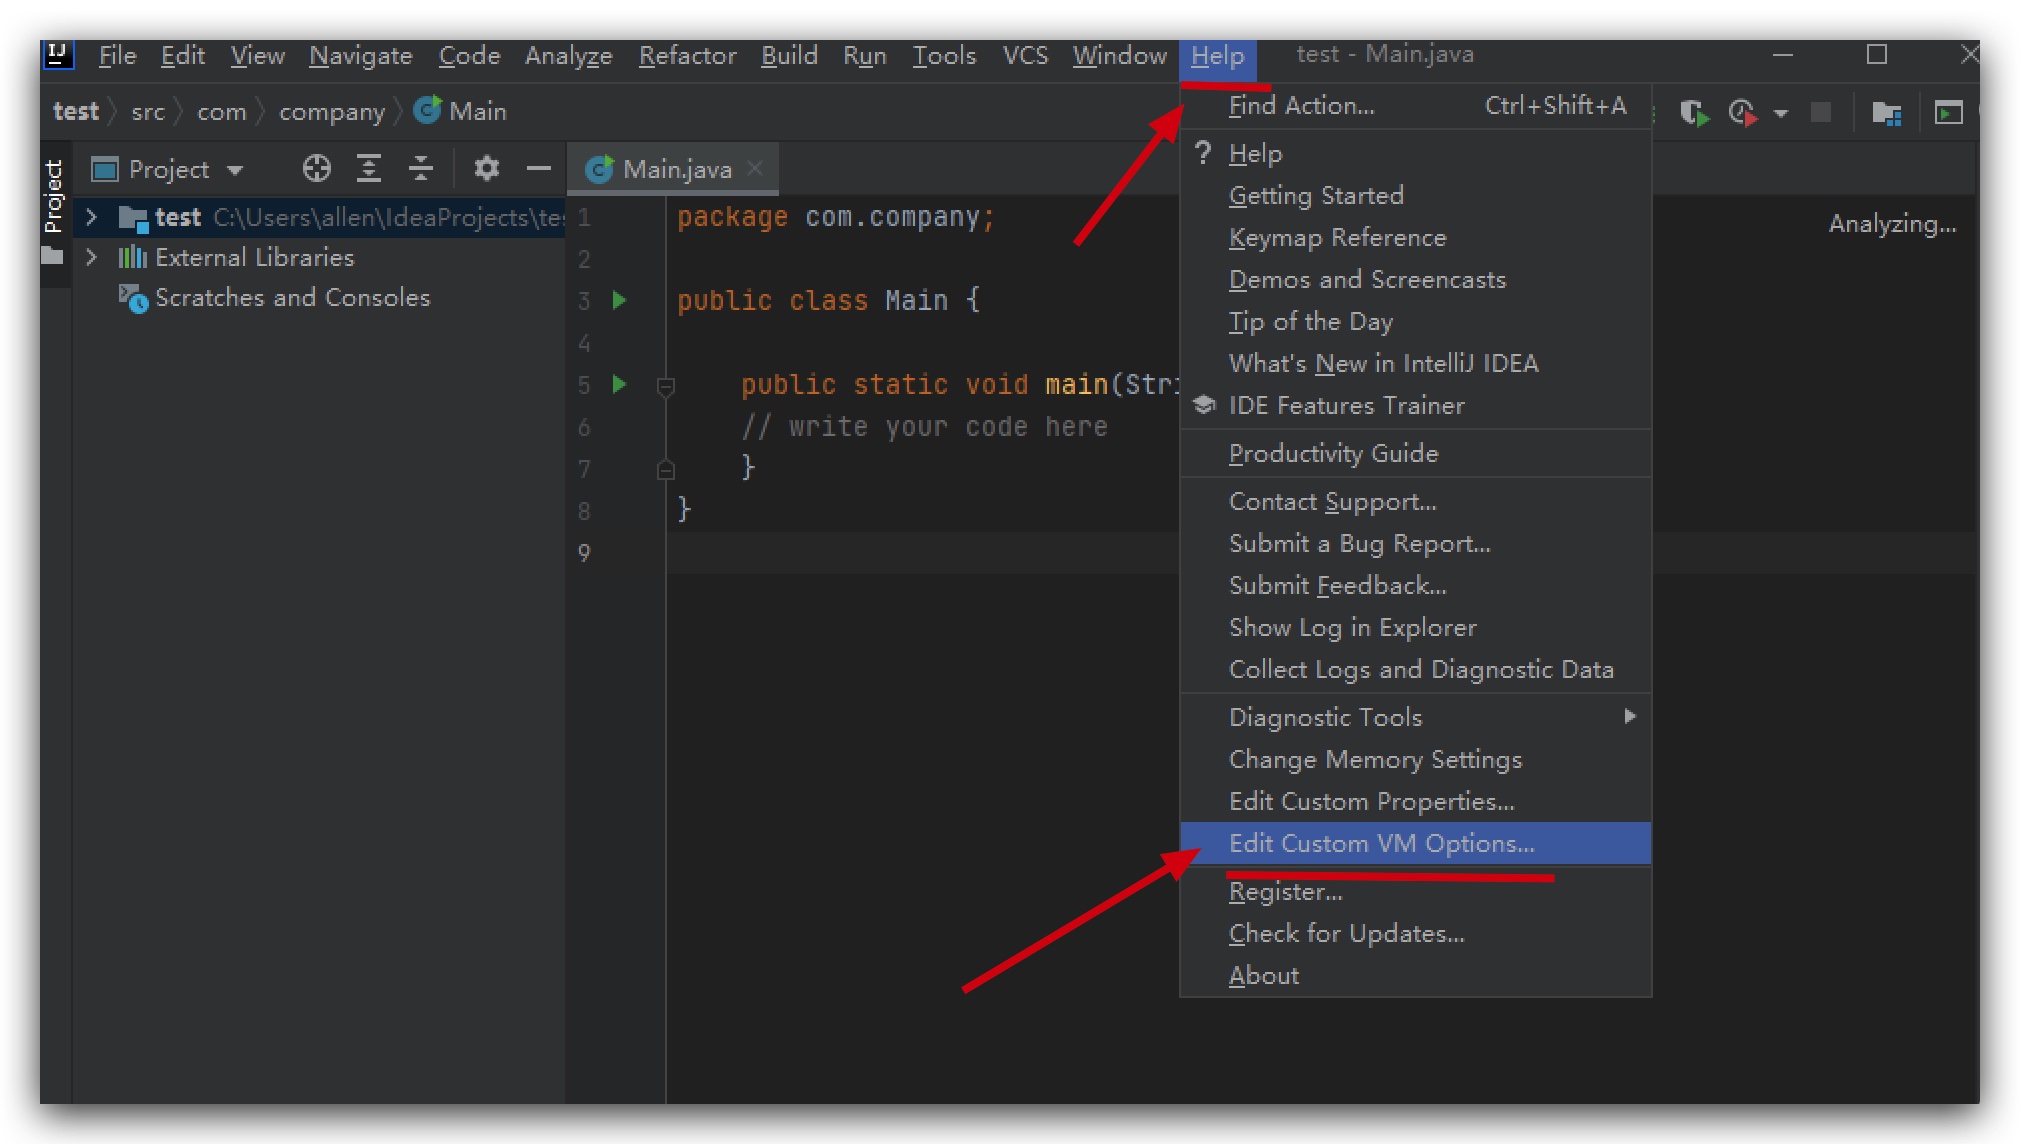 IJ File Edit View Navigate Code Analyze Refactor Build Run Tools VCS Window Help test - Main.java
test src com company Main
Project
Project
test C:\Users\allen\IdeaProjects\te
External Libraries
Scratches and Consoles
Main.java
1 package com.company;
2
3 public class Main {
4
5 public static void main(Stri
6 // write your code here
7 }
8 }
9
Analyzing...
Find Action... Ctrl+Shift+A
? Help
Getting Started
Keymap Reference
Demos and Screencasts
Tip of the Day
What's New in IntelliJ IDEA
IDE Features Trainer
Productivity Guide
Contact Support...
Submit a Bug Report...
Submit Feedback...
Show Log in Explorer
Collect Logs and Diagnostic Data
Diagnostic Tools
Change Memory Settings
Edit Custom Properties...
Edit Custom VM Options...
Register...
Check for Updates...
About